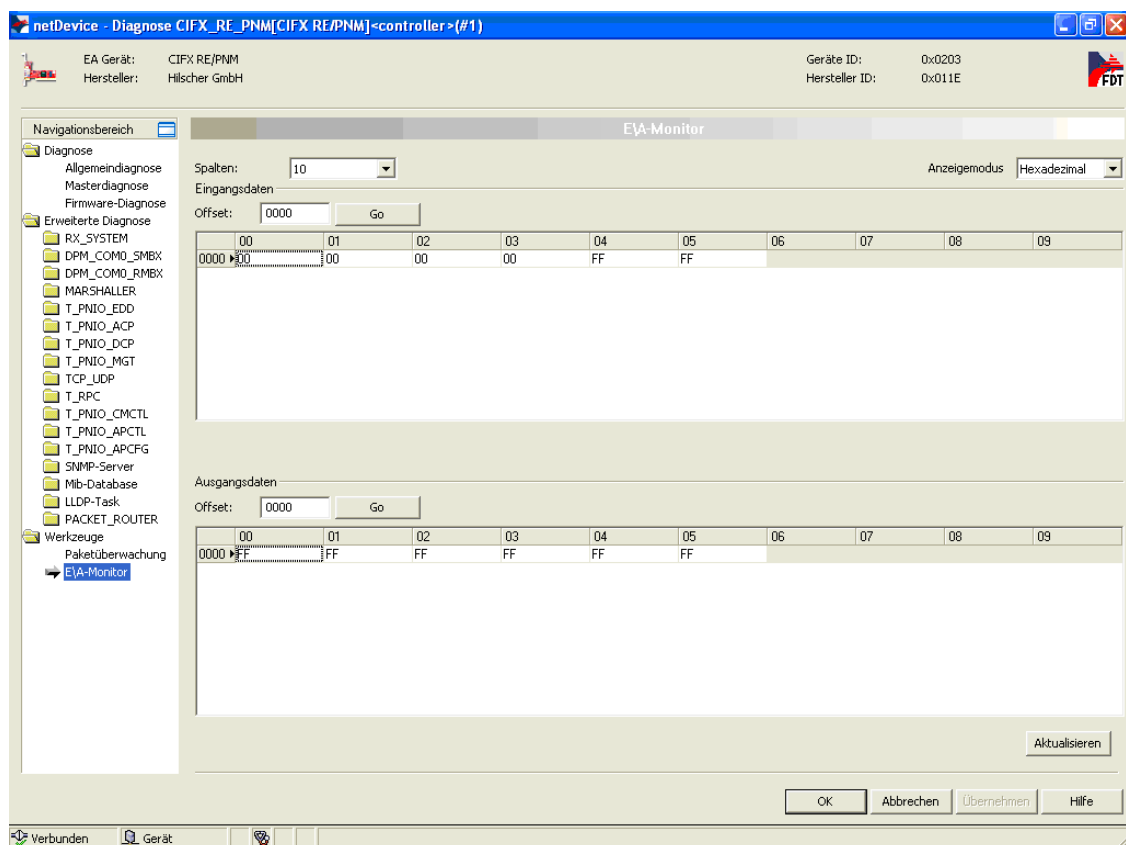 netDevice - Diagnose CIFX_RE_PNM[CIFX RE/PNM]<controller>(#1)
EA Gerät: CIFX RE/PNM Geräte ID: 0x0203
Hersteller: Hilscher GmbH Hersteller ID: 0x011E
FDT
Navigationsbereich
Diagnose
Allgemeindiagnose
Masterdiagnose
Firmware-Diagnose
Erweiterte Diagnose
RX_SYSTEM
DPM_COM0_SMBX
DPM_COM0_RMBX
MARSHALLER
T_PNIO_EDD
T_PNIO_ACP
T_PNIO_DCP
T_PNIO_MGT
TCP_UDP
T_RPC
T_PNIO_CMCTL
T_PNIO_APCTL
T_PNIO_APCFG
SNMP-Server
Mib-Database
LLDP-Task
PACKET_ROUTER
Werkzeuge
Paketüberwachung
E\A-Monitor
E\A-Monitor
Spalten: 10 Anzeigemodus Hexadezimal
Eingangsdaten
Offset: 0000 Go
00 01 02 03 04 05 06 07 08 09
0000 00 00 00 00 FF FF
Ausgangsdaten
Offset: 0000 Go
00 01 02 03 04 05 06 07 08 09
0000 FF FF FF FF FF FF
Aktualisieren
OK Abbrechen Übernehmen Hilfe
Verbunden Gerät